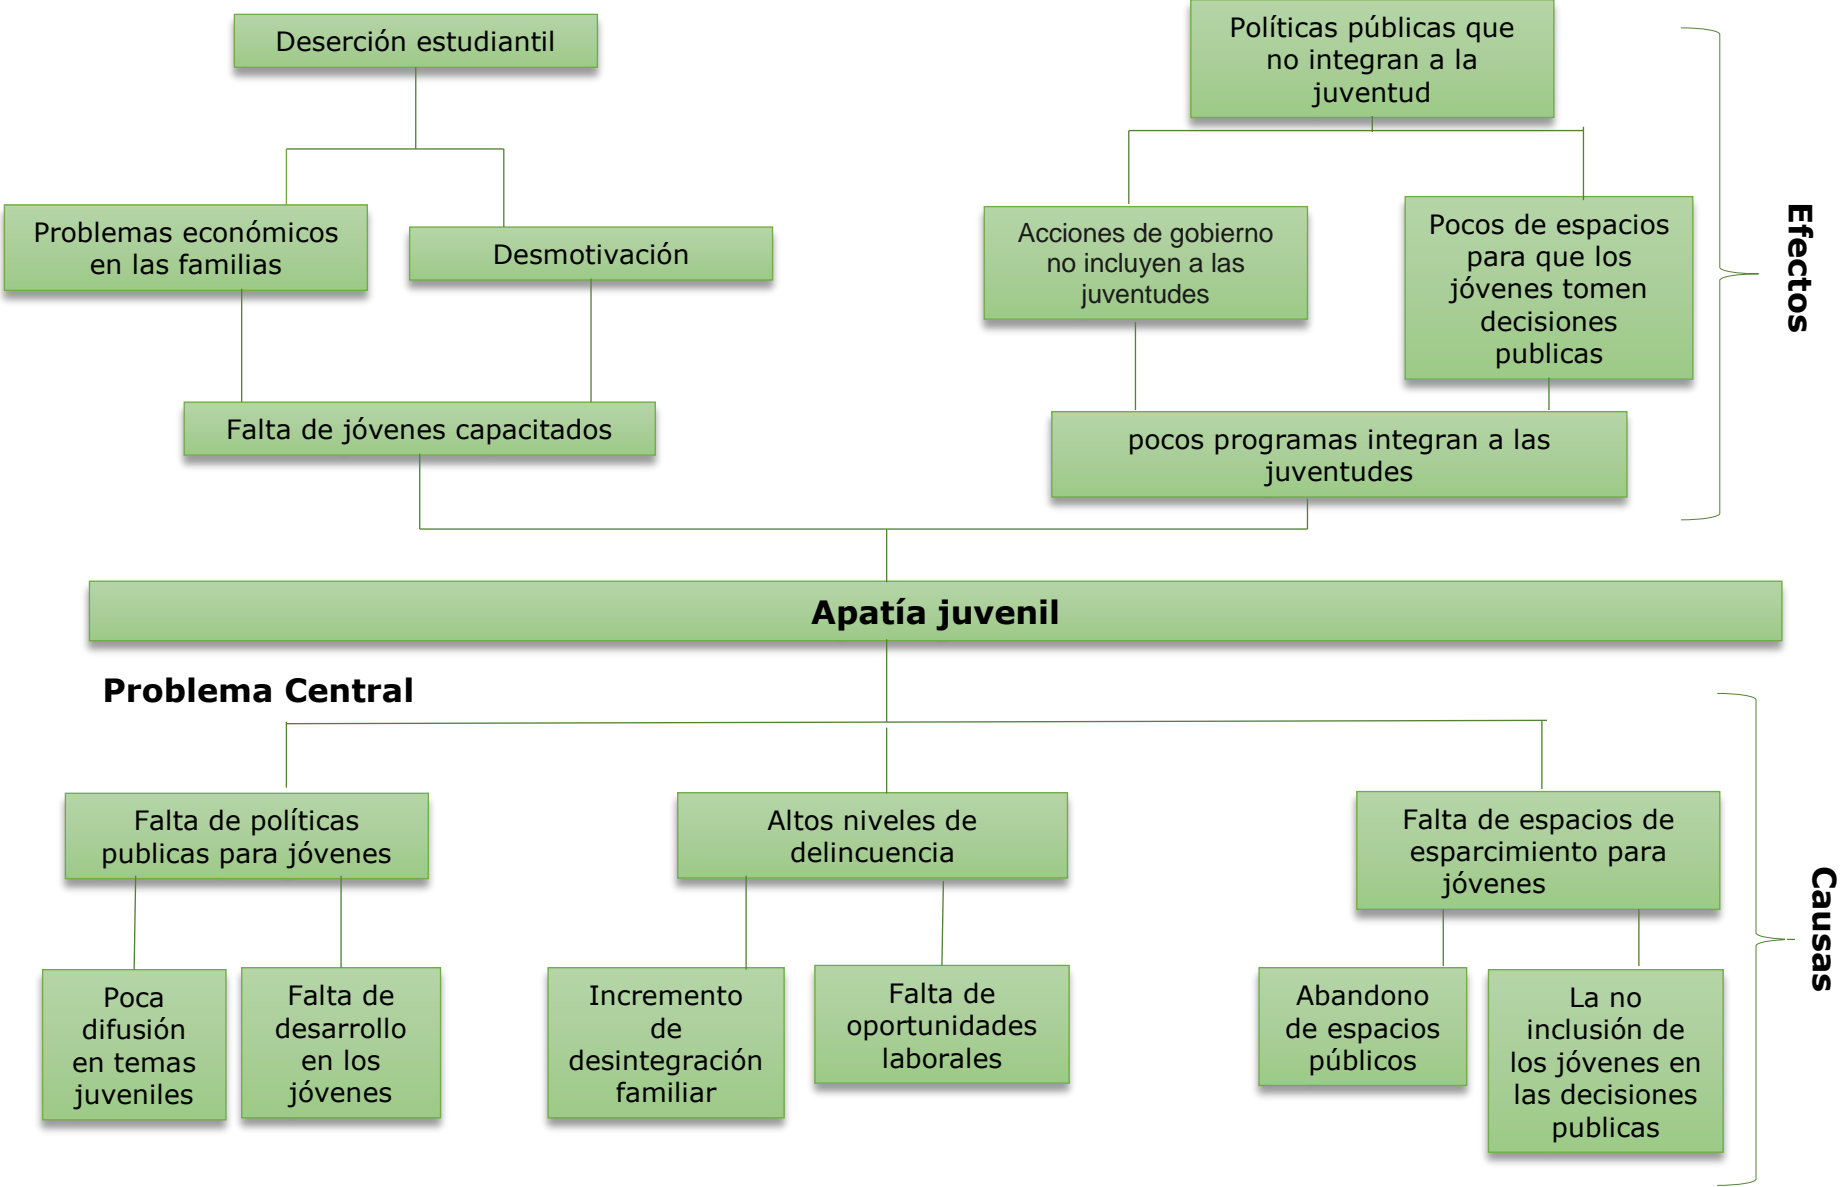 Deserción estudiantil
Políticas públicas que
no integran a la
juventud
Problemas económicos
en las familias
Desmotivación
Acciones de gobierno
no incluyen a las
juventudes
Pocos de espacios
para que los
jóvenes tomen
decisiones
publicas
Efectos
Falta de jóvenes capacitados
pocos programas integran a las
juventudes
Apatía juvenil
Problema Central
Falta de políticas
publicas para jóvenes
Altos niveles de
delincuencia
Falta de espacios de
esparcimiento para
jóvenes
Causas
Poca
difusión
en temas
juveniles
Falta de
desarrollo
en los
jóvenes
Incremento
de
desintegración
familiar
Falta de
oportunidades
laborales
Abandono
de espacios
públicos
La no
inclusión de
los jóvenes en
las decisiones
publicas